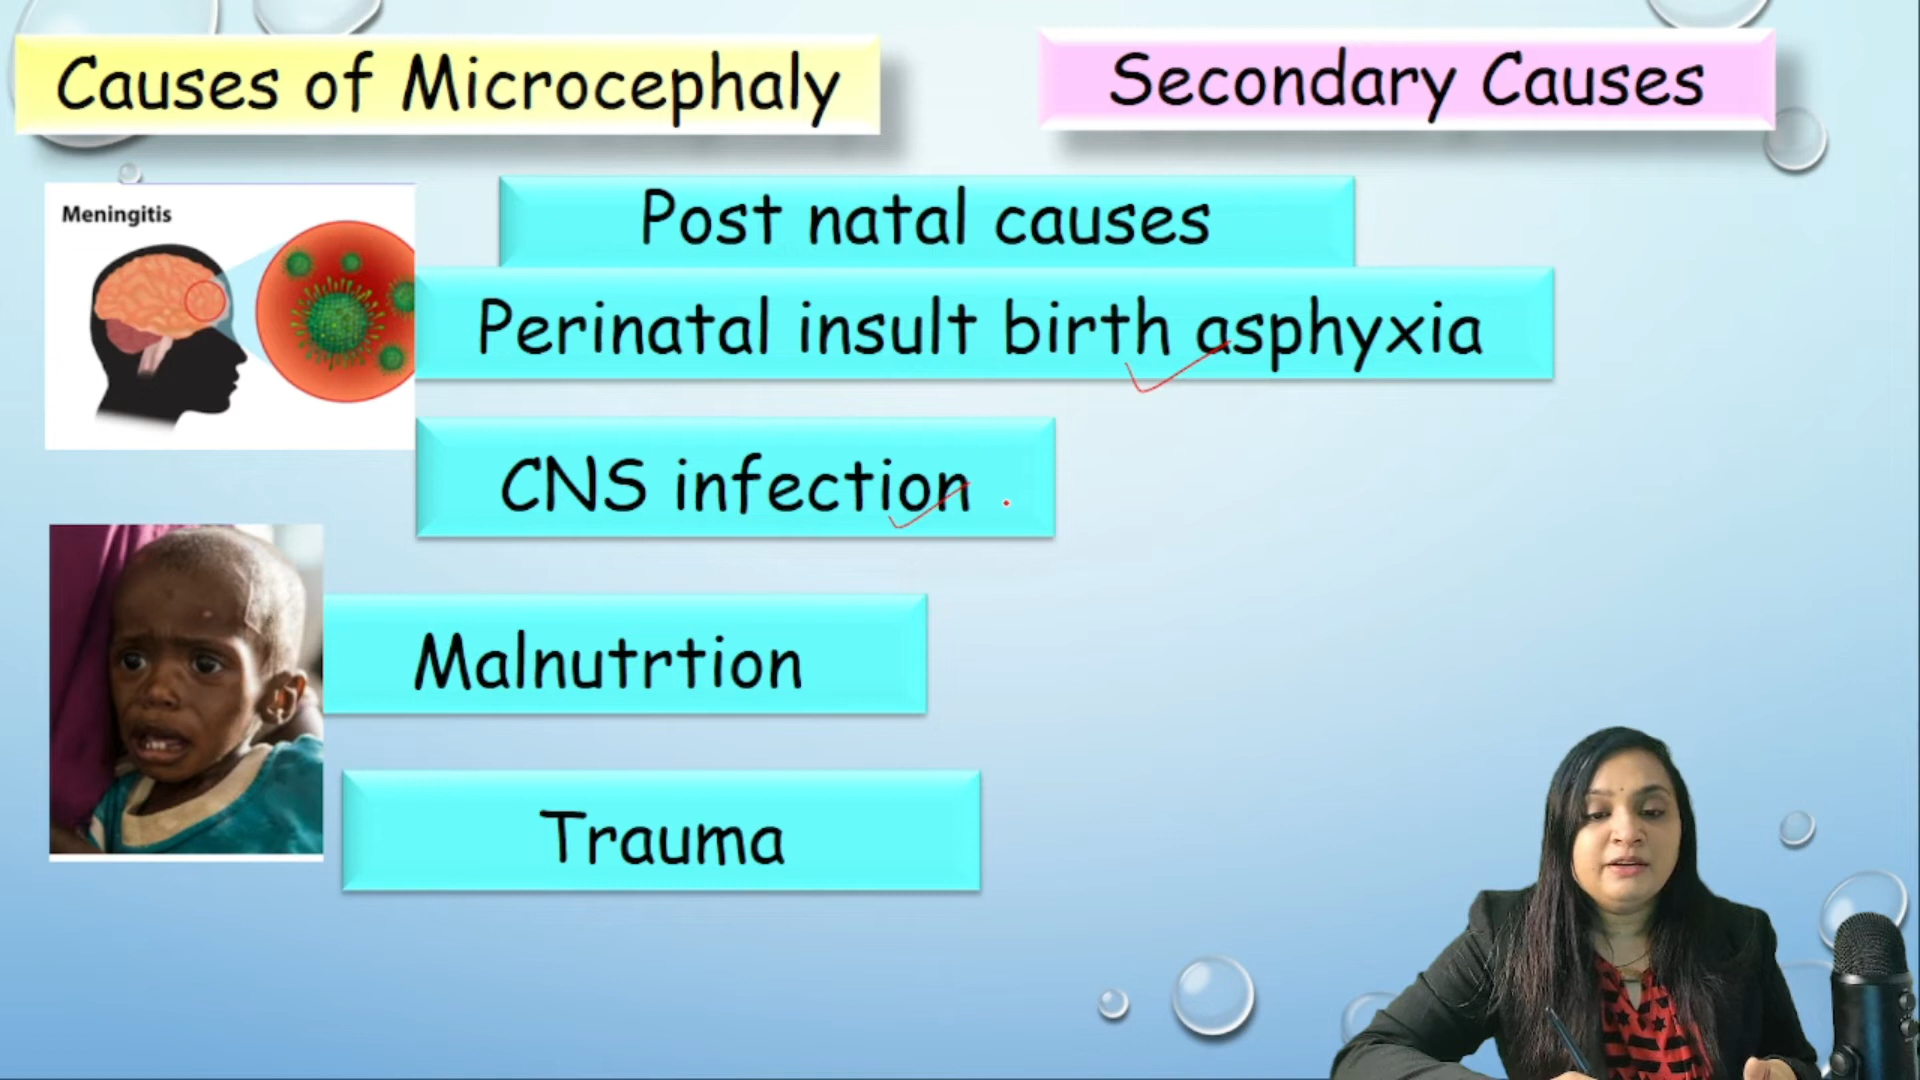 Causes of Microcephaly
Secondary Causes
Meningitis
Post natal causes
Perinatal insult birth asphyxia
CNS infection
Malnutrtion
Trauma